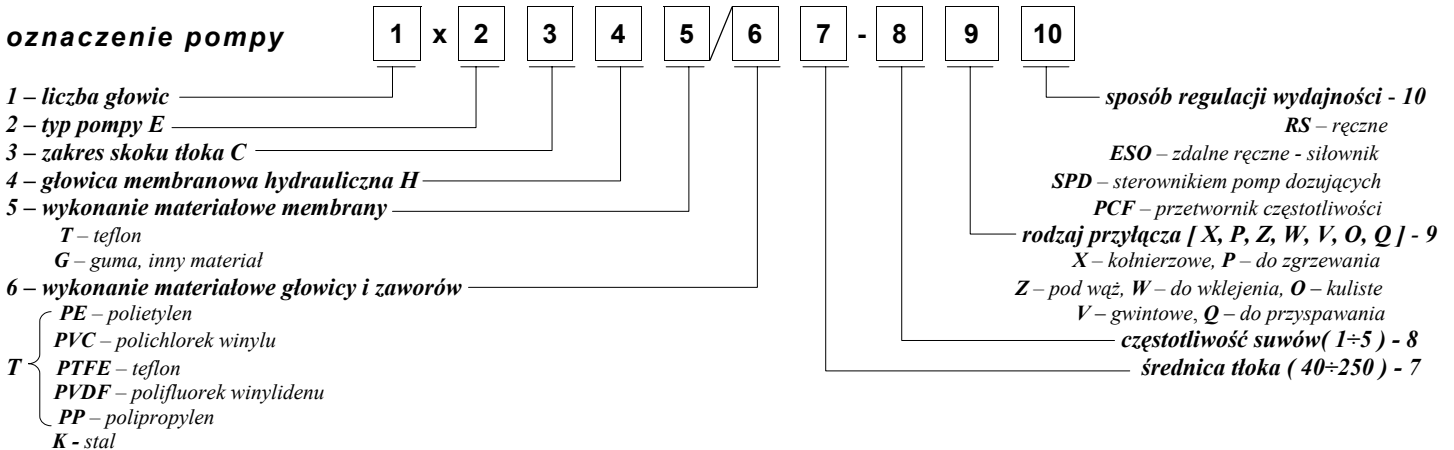 oznaczenie pompy 1 x 2 3 4 5 / 6 7 - 8 9 10
1 – liczba głowic
2 – typ pompy E
3 – zakres skoku tłoka C
4 – głowica membranowa hydrauliczna H
5 – wykonanie materiałowe membrany
T – teflon
G – guma, inny materiał
6 – wykonanie materiałowe głowicy i zaworów
PE – polietylen
PVC – polichlorek winylu
T PTFE – teflon
PVDF – polifluorek winylidenu
PP – polipropylen
K - stal
sposób regulacji wydajności - 10
RS – ręczne
ESO – zdalne ręczne - siłownik
SPD – sterownikiem pomp dozujących
PCF – przetwornik częstotliwości
rodzaj przyłącza [ X, P, Z, W, V, O, Q ] - 9
X – kołnierzowe, P – do zgrzewania
Z – pod wąż, W – do wklejenia, O – kuliste
V – gwintowe, Q – do przyspawania
częstotliwość suwów( 1÷5 ) - 8
średnica tłoka ( 40÷250 ) - 7